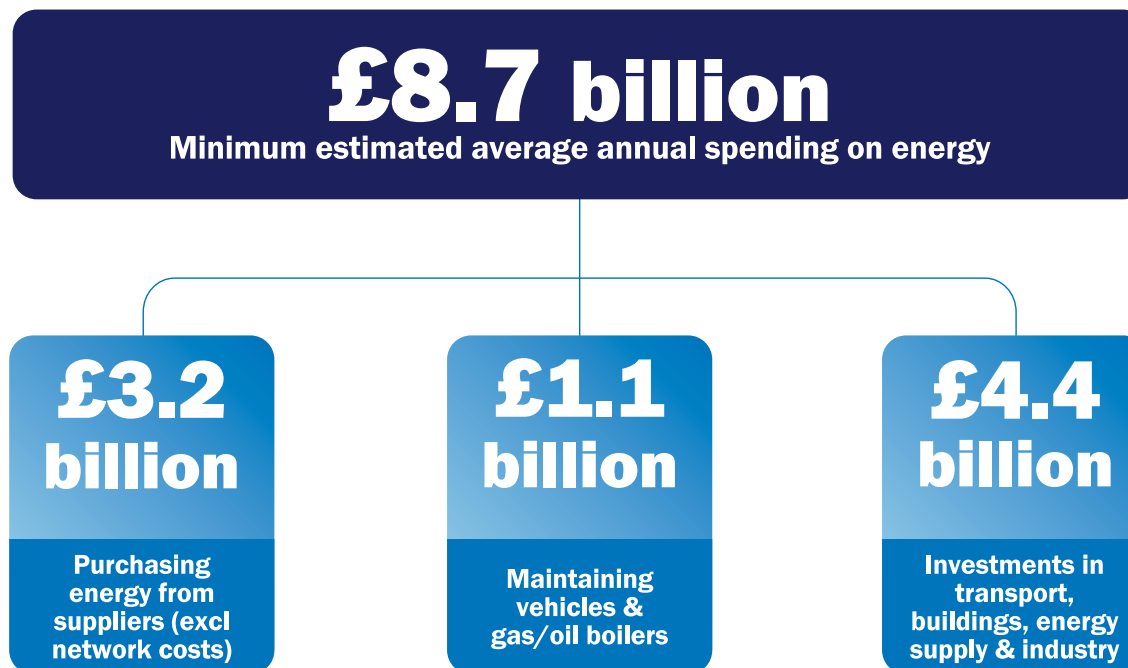 £8.7 billion
Minimum estimated average annual spending on energy
£3.2
billion
Purchasing
energy from
suppliers (excl
network costs)
£1.1
billion
Maintaining
vehicles &
gas/oil boilers
£4.4
billion
Investments in
transport,
buildings, energy
supply & industry